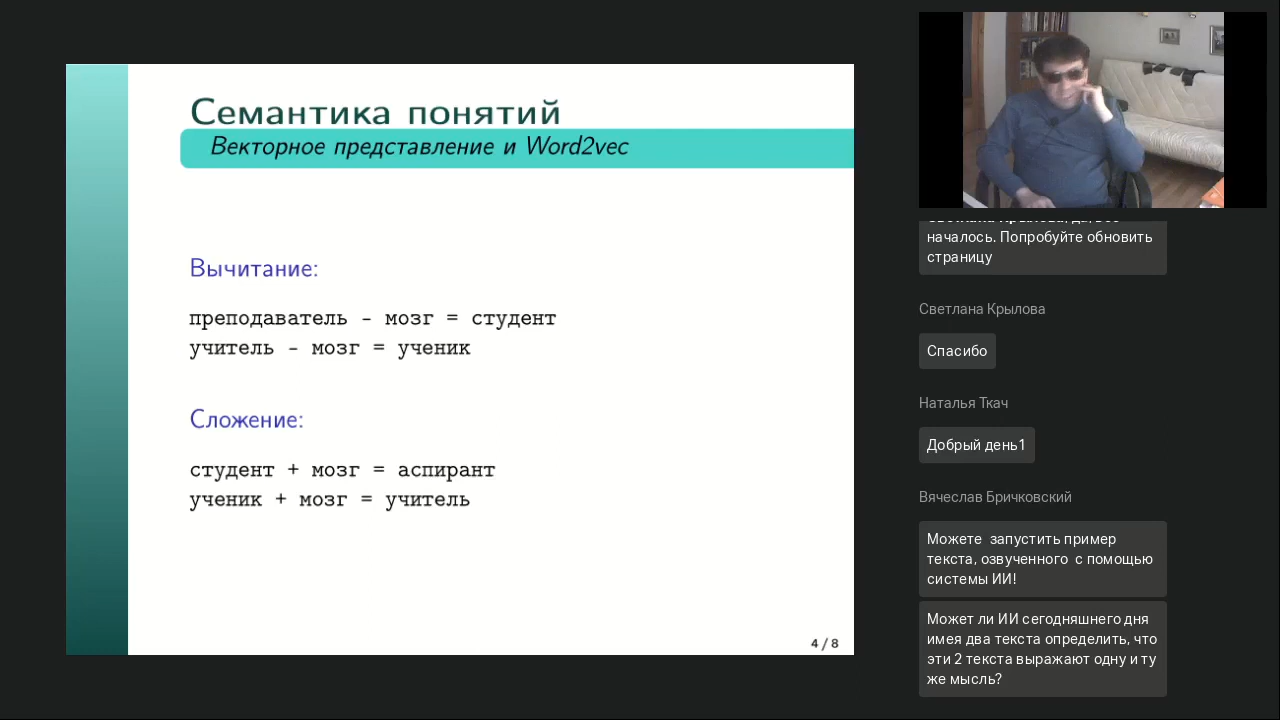 Семантика понятий
Векторное представление и Word2vec
Вычитание:
преподаватель - мозг = студент
учитель - мозг = ученик
Сложение:
студент + мозг = аспирант
ученик + мозг = учитель
4 / 8
началось. Попробуйте обновить
страницу
Светлана Крылова
Спасибо
Наталья Ткач
Добрый день1
Вячеслав Бричковский
Можете запустить пример
текста, озвученного с помощью
системы ИИ!
Может ли ИИ сегодняшнего дня
имея два текста определить, что
эти 2 текста выражают одну и ту
же мысль?